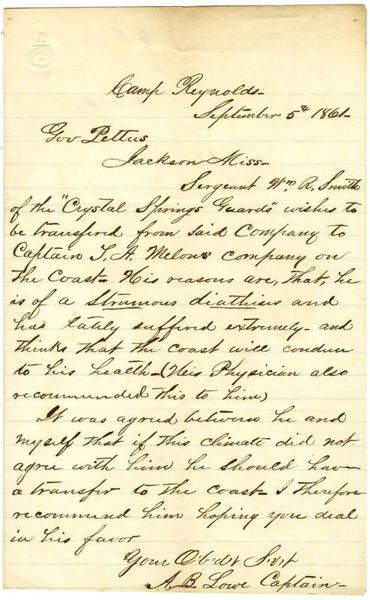 Camp Reynolds-
September 5th 1861-
Gov Pettus
Jackson Miss-
Sergeant Wm R, Smith
of the "Crystal Springs Guards" wishes to
be transfered from said Company to
Captain T. A. Melons company on
the Coast- His reasons are, that, he
is of a Strumous diathisis and
has lately suffered extremely- and
thinks that the coast will conduce
to his health- (His Physician also
recommended this to him)
It was agreed between he and
myself that if this climate did not
agree with him he should have
a transfer to the coast- I therefore
recommend him hoping you deal
in his favor
Your Obdt Svt
A. B. Lowe Captain-